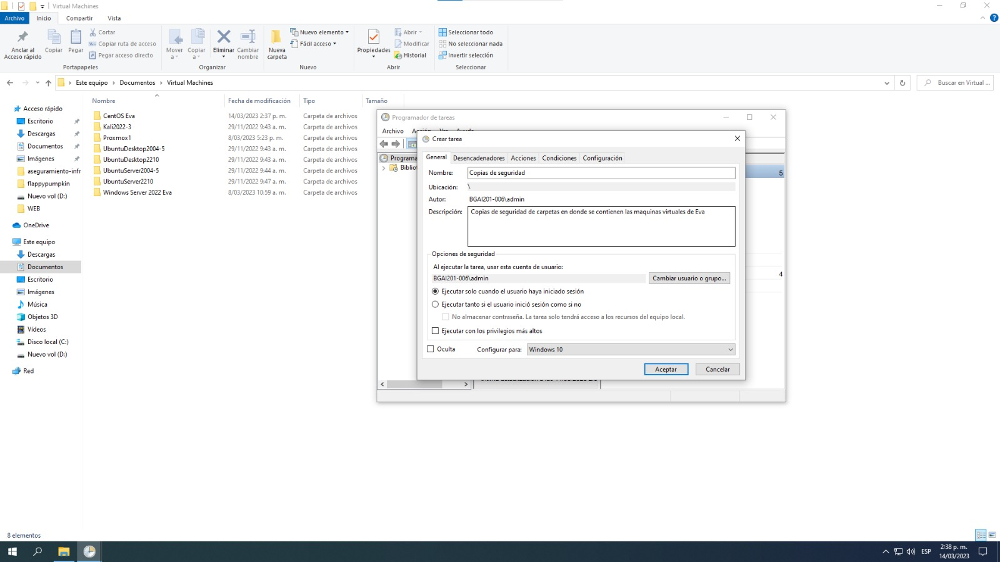 Virtual Machines
Archivo Inicio Compartir Vista
Anclar al Acceso rápido
Copiar
Pegar
Cortar
Copiar ruta de acceso
Pegar acceso directo
Portapapeles
Mover a
Copiar a
Eliminar
Cambiar nombre
Organizar
Nueva carpeta
Nuevo elemento
Fácil acceso
Nuevo
Propiedades
Abrir
Modificar
Historial
Abrir
Seleccionar todo
No seleccionar nada
Invertir selección
Seleccionar
Este equipo › Documentos › Virtual Machines
Buscar en Virtual ...
Acceso rápido
Escritorio
Descargas
Documentos
Imágenes
aseguramiento-infr
flappypumpkin
Nuevo vol (D:)
WEB
OneDrive
Este equipo
Descargas
Documentos
Escritorio
Imágenes
Música
Objetos 3D
Vídeos
Disco local (C:)
Nuevo vol (D:)
Red
Nombre Fecha de modificación Tipo Tamaño
CentOS Eva 14/03/2023 2:37 p. m. Carpeta de archivos
Kali2022-3 29/11/2022 9:43 a. m. Carpeta de archivos
Proxmox1 8/03/2023 5:23 p. m. Carpeta de archivos
UbuntuDesktop2004-5 29/11/2022 9:43 a. m. Carpeta de archivos
UbuntuDesktop2210 29/11/2022 9:43 a. m. Carpeta de archivos
UbuntuServer2004-5 29/11/2022 9:44 a. m. Carpeta de archivos
UbuntuServer2210 29/11/2022 9:47 a. m. Carpeta de archivos
Windows Server 2022 Eva 8/03/2023 10:59 a. m. Carpeta de archivos
Programador de tareas
Archivo Acción Ver Ayuda
Programa
Bibliot
5
4
Crear tarea
General Desencadenadores Acciones Condiciones Configuración
Nombre: Copias de seguridad
Ubicación: \
Autor: BGAI201-006\admin
Descripción: Copias de seguridad de carpetas en donde se contienen las maquinas virtuales de Eva
Opciones de seguridad
Al ejecutar la tarea, usar esta cuenta de usuario:
BGAI201-006\admin Cambiar usuario o grupo...
Ejecutar solo cuando el usuario haya iniciado sesión
Ejecutar tanto si el usuario inició sesión como si no
No almacenar contraseña. La tarea solo tendrá acceso a los recursos del equipo local.
Ejecutar con los privilegios más altos
Oculta Configurar para: Windows 10
Aceptar Cancelar
8 elementos
ESP
2:38 p. m.
14/03/2023